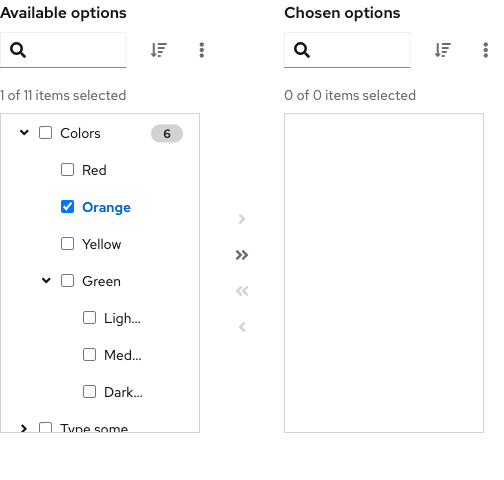 Available options
Chosen options
1 of 11 items selected
0 of 0 items selected
Colors 6
Red
Orange
Yellow
Green
Ligh...
Med...
Dark...
Type some